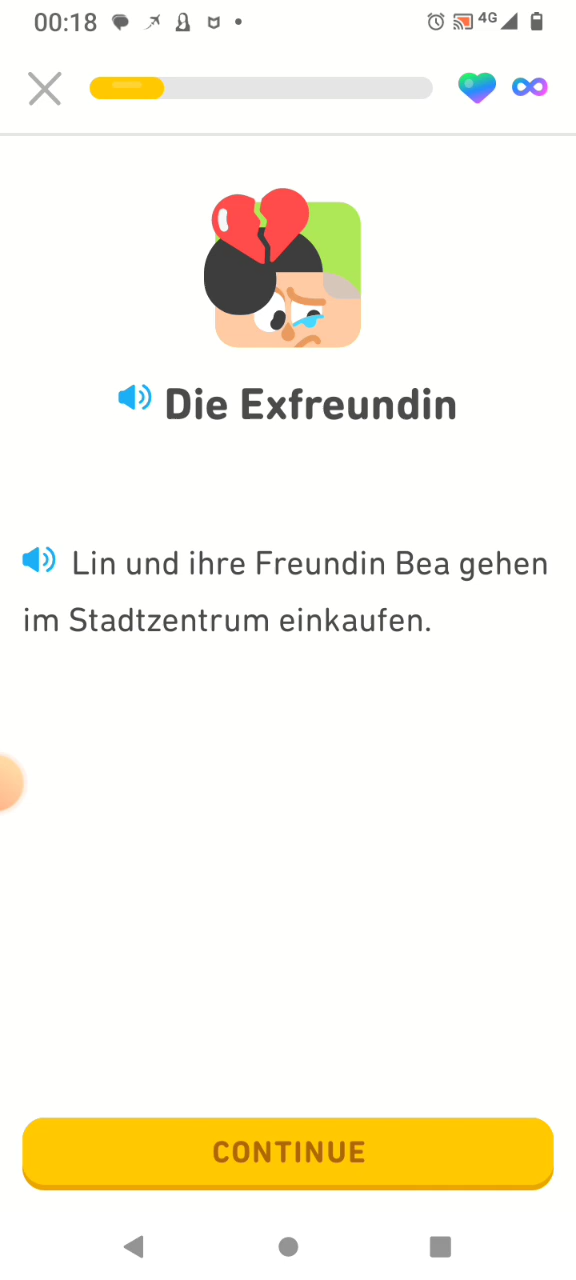 00:18
4G
Die Exfreundin
Lin und ihre Freundin Bea gehen
im Stadtzentrum einkaufen.
CONTINUE